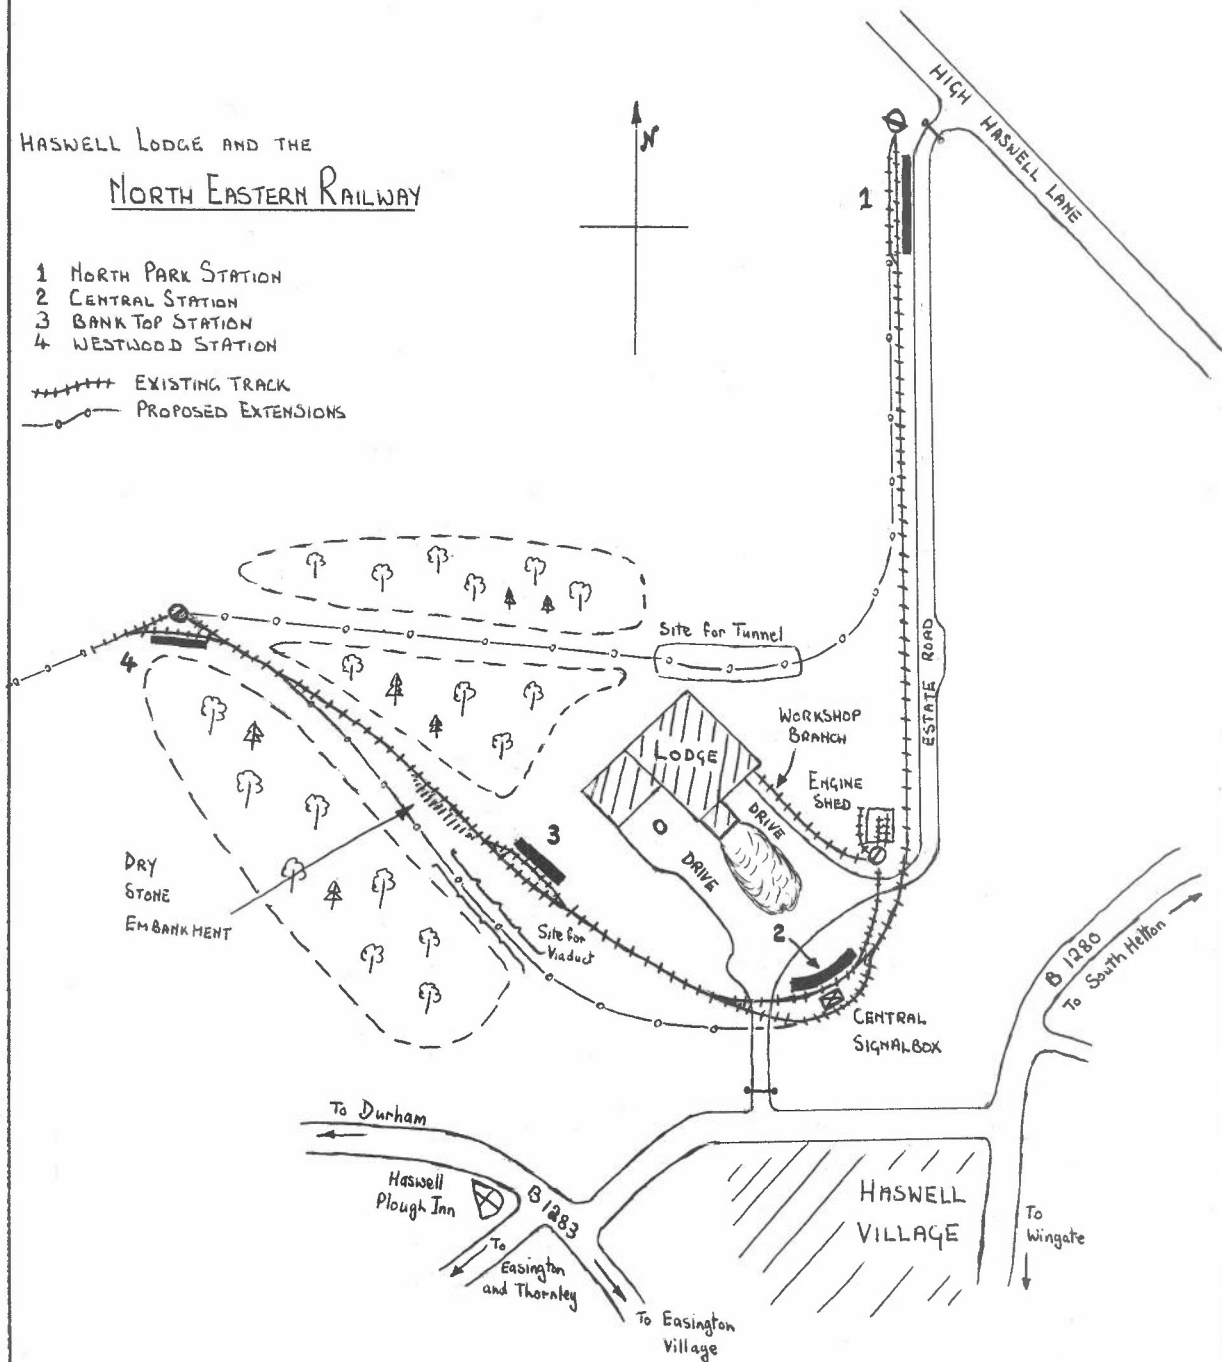 HASWELL LODGE AND THE
NORTH EASTERN RAILWAY
N
HIGH HASWELL LANE
1 NORTH PARK STATION
2 CENTRAL STATION
3 BANK TOP STATION
4 WESTWOOD STATION
EXISTING TRACK
PROPOSED EXTENSIONS
1
Site for Tunnel
4
ESTATE ROAD
WORKSHOP
BRANCH
LODGE
ENGINE
SHED
DRIVE
3
DRIVE
DRY
STONE
EMBANKMENT
Site for
Viaduct
2
B 1280
To South Hetton
CENTRAL
SIGNALBOX
To Durham
Haswell
Plough Inn
B 1283
HASWELL
VILLAGE
To
Wingate
To
Easington
and Thornley
To Easington
Village